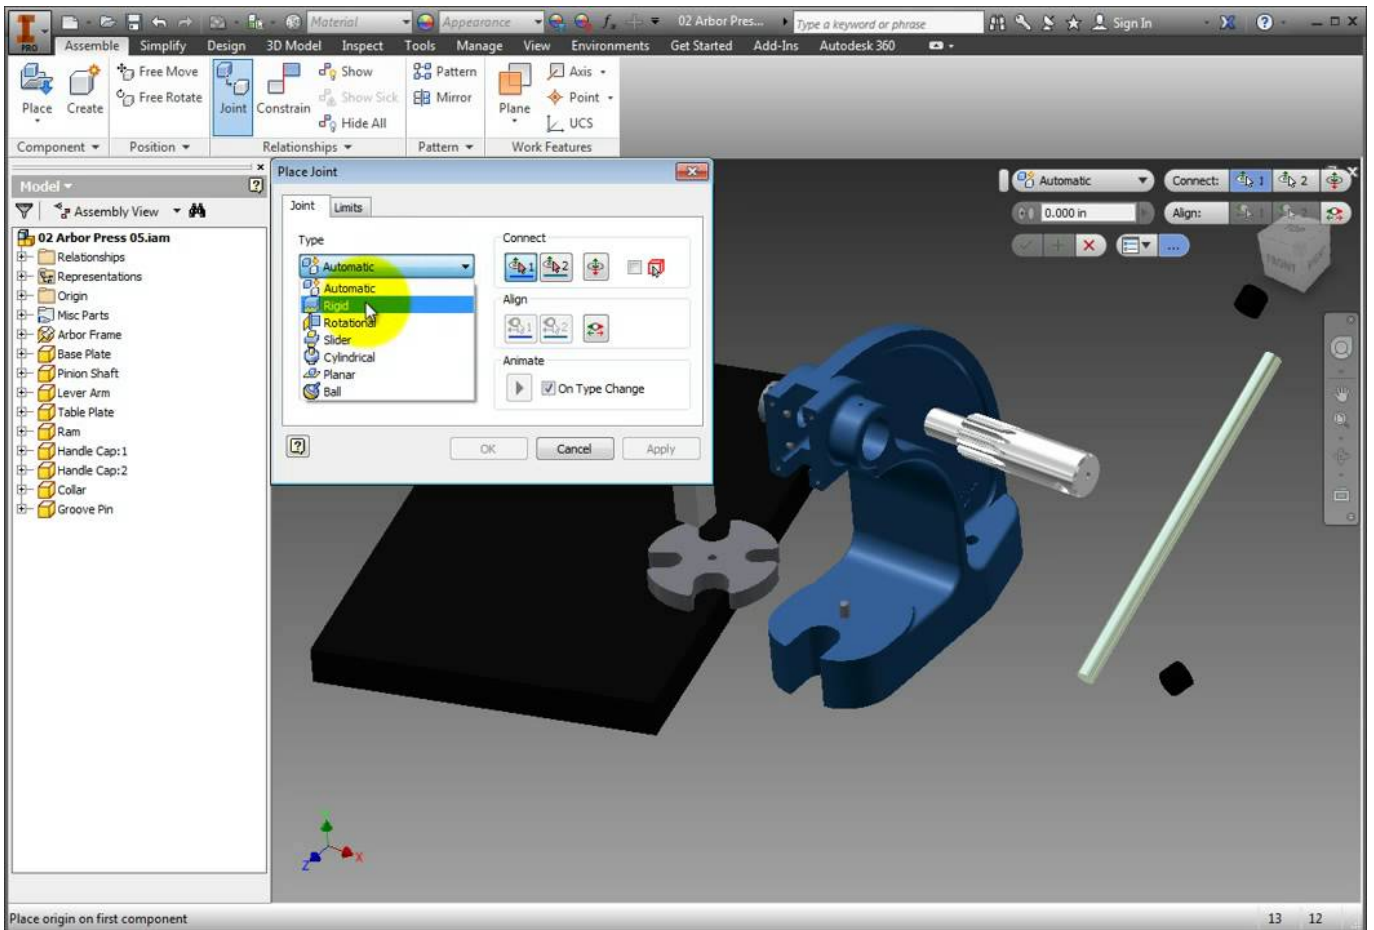 Material
Appearance
02 Arbor Pres...
Type a keyword or phrase
Sign In
PRO
Assemble Simplify Design 3D Model Inspect Tools Manage View Environments Get Started Add-Ins Autodesk 360
Free Move
Free Rotate
Place
Create
Joint
Constrain
Show
Show Sick
Hide All
Pattern
Mirror
Plane
Axis
Point
UCS
Component Position Relationships Pattern Work Features
Model
Assembly View
02 Arbor Press 05.iam
Relationships
Representations
Origin
Misc Parts
Arbor Frame
Base Plate
Pinion Shaft
Lever Arm
Table Plate
Ram
Handle Cap:1
Handle Cap:2
Collar
Groove Pin
Place Joint
Joint Limits
Type
Automatic
Automatic
Rigid
Rotational
Slider
Cylindrical
Planar
Ball
Connect
1 2
Align
1 2
Animate
On Type Change
OK Cancel Apply
Automatic Connect: 1 2
0.000 in Align:
FRONT
Y
Z X
Place origin on first component 13 12